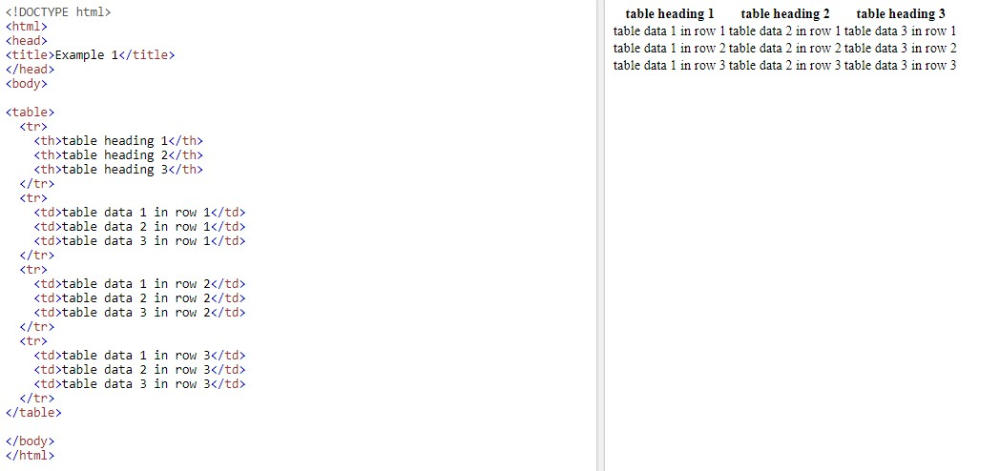 <!DOCTYPE html>
<html>
<head>
<title>Example 1</title>
</head>
<body>

<table>
  <tr>
    <th>table heading 1</th>
    <th>table heading 2</th>
    <th>table heading 3</th>
  </tr>
  <tr>
    <td>table data 1 in row 1</td>
    <td>table data 2 in row 1</td>
    <td>table data 3 in row 1</td>
  </tr>
  <tr>
    <td>table data 1 in row 2</td>
    <td>table data 2 in row 2</td>
    <td>table data 3 in row 2</td>
  </tr>
  <tr>
    <td>table data 1 in row 3</td>
    <td>table data 2 in row 3</td>
    <td>table data 3 in row 3</td>
  </tr>
</table>

</body>
</html>
table heading 1 table heading 2 table heading 3
table data 1 in row 1 table data 2 in row 1 table data 3 in row 1
table data 1 in row 2 table data 2 in row 2 table data 3 in row 2
table data 1 in row 3 table data 2 in row 3 table data 3 in row 3